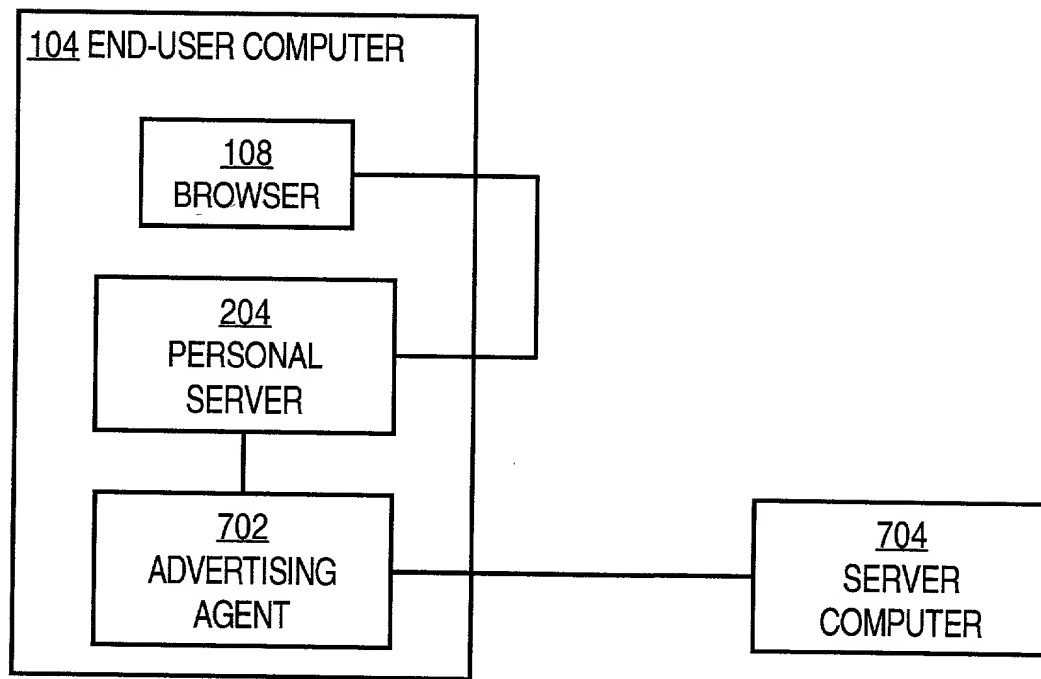 104 END-USER COMPUTER
108
BROWSER
204
PERSONAL
SERVER
702
ADVERTISING
AGENT
704
SERVER
COMPUTER